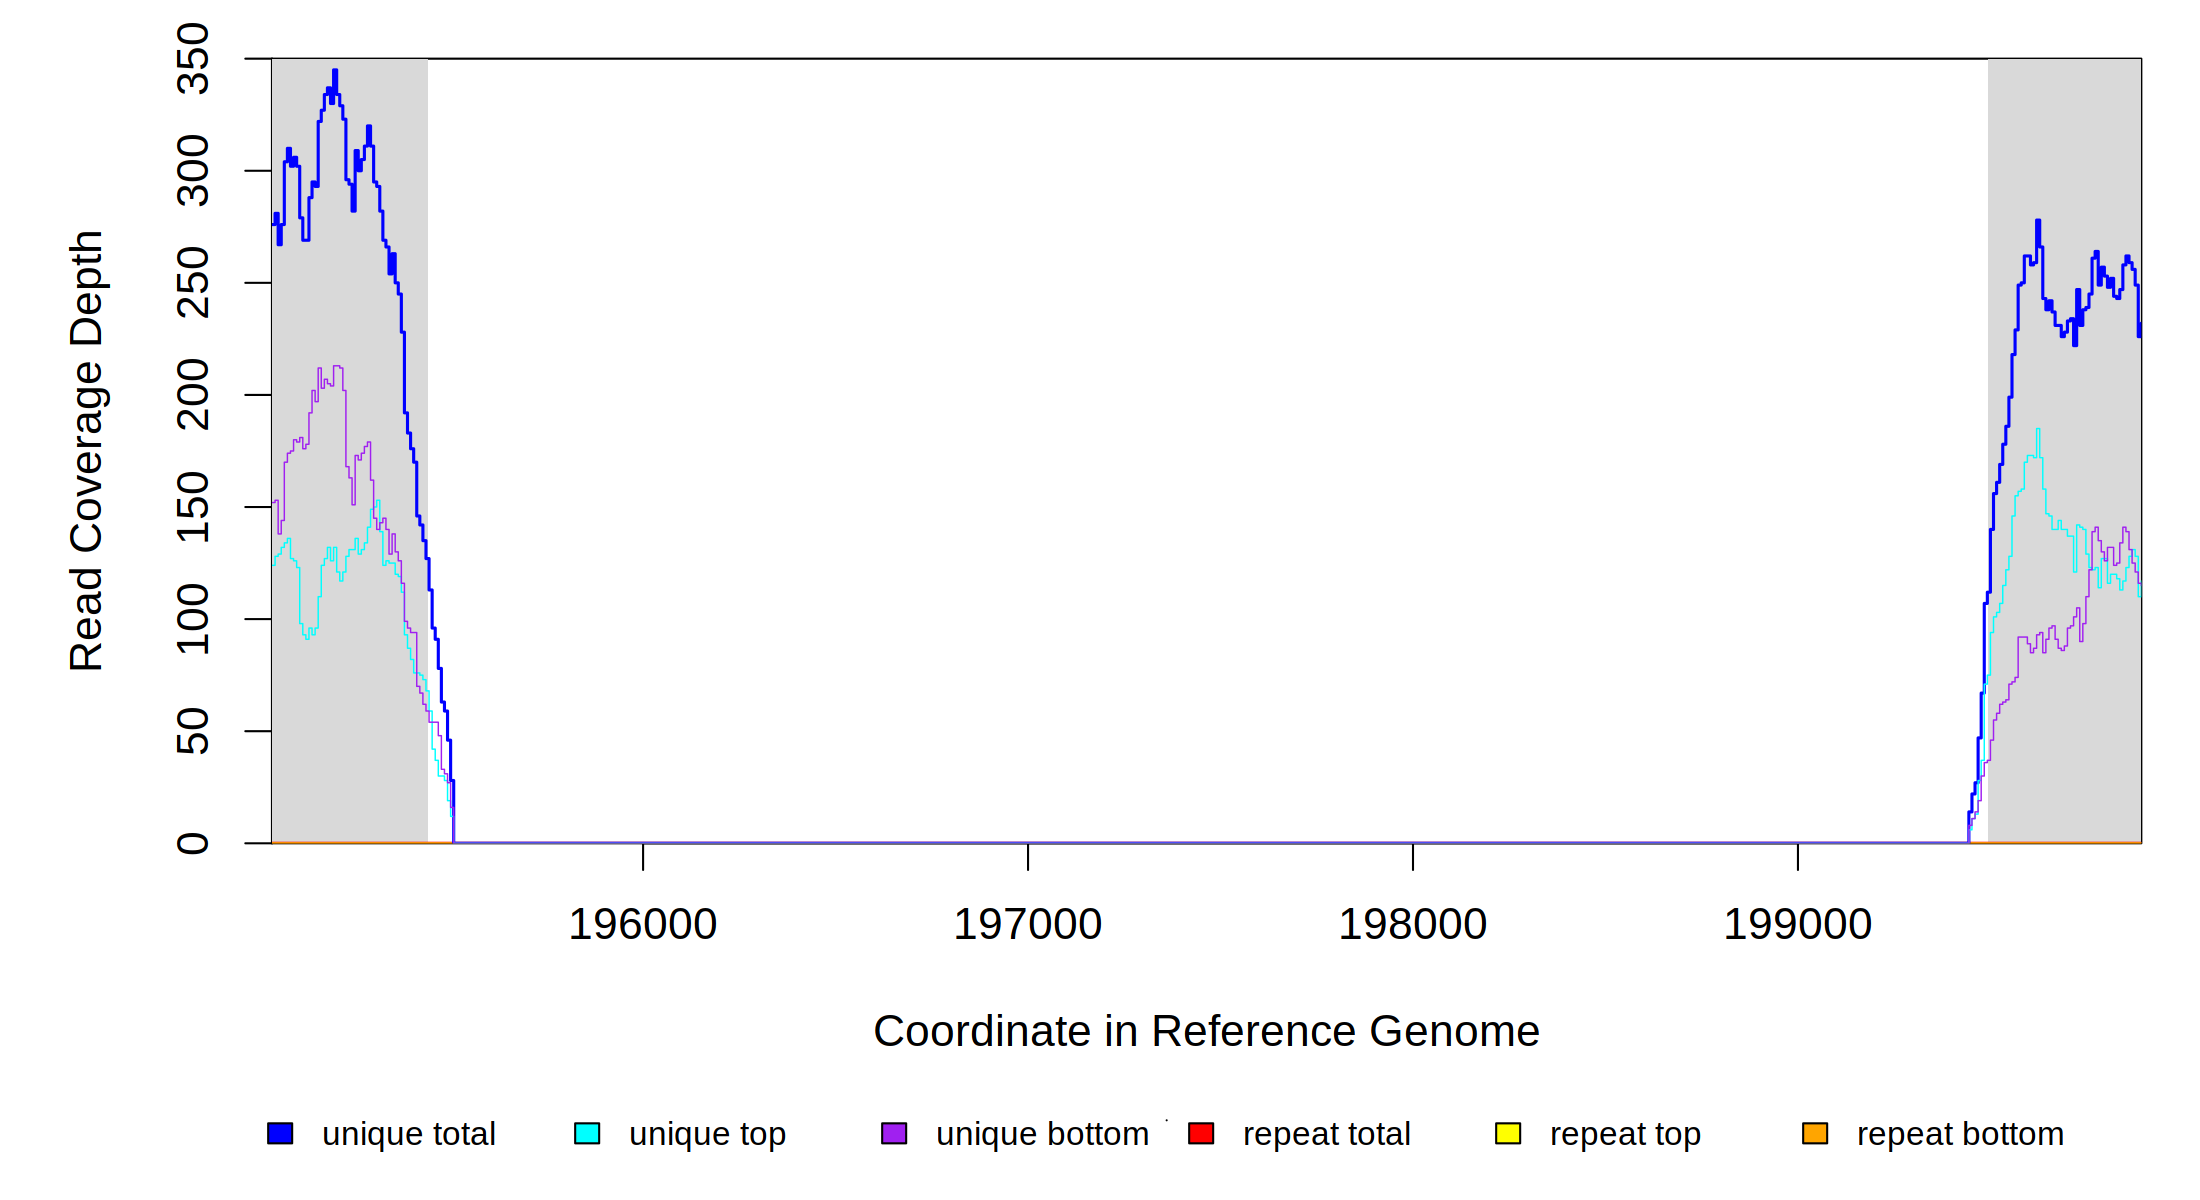 350
300
250
200
150
100
50
0
Read Coverage Depth
196000 197000 198000 199000
Coordinate in Reference Genome
unique total unique top unique bottom repeat total repeat top repeat bottom